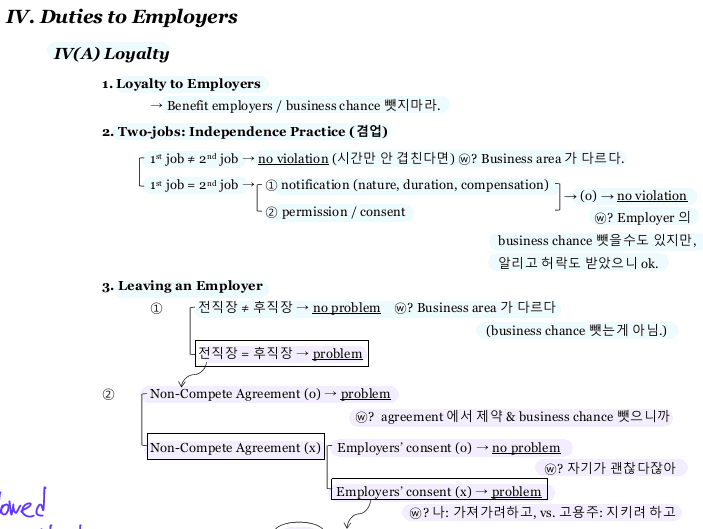 IV. Duties to Employers
IV(A) Loyalty
1. Loyalty to Employers
→ Benefit employers / business chance 뺏지마라.
2. Two-jobs: Independence Practice (겸업)
1st job ≠ 2nd job → no violation (시간만 안 겹친다면) ⓦ? Business area 가 다르다.
1st job = 2nd job → ① notification (nature, duration, compensation)
② permission / consent
→ (o) → no violation
ⓦ? Employer 의
business chance 뺏을수도 있지만,
알리고 허락도 받았으니 ok.
3. Leaving an Employer
① 전직장 ≠ 후직장 → no problem ⓦ? Business area 가 다르다
(business chance 뺏는게 아님.)
전직장 = 후직장 → problem
② Non-Compete Agreement (o) → problem
ⓦ? agreement 에서 제약 & business chance 뺏으니까
Non-Compete Agreement (x) Employers' consent (o) → no problem
ⓦ? 자기가 괜찮다잖아
Employers' consent (x) → problem
ⓦ? 나: 가져가려하고, vs. 고용주: 지키려 하고
lowed